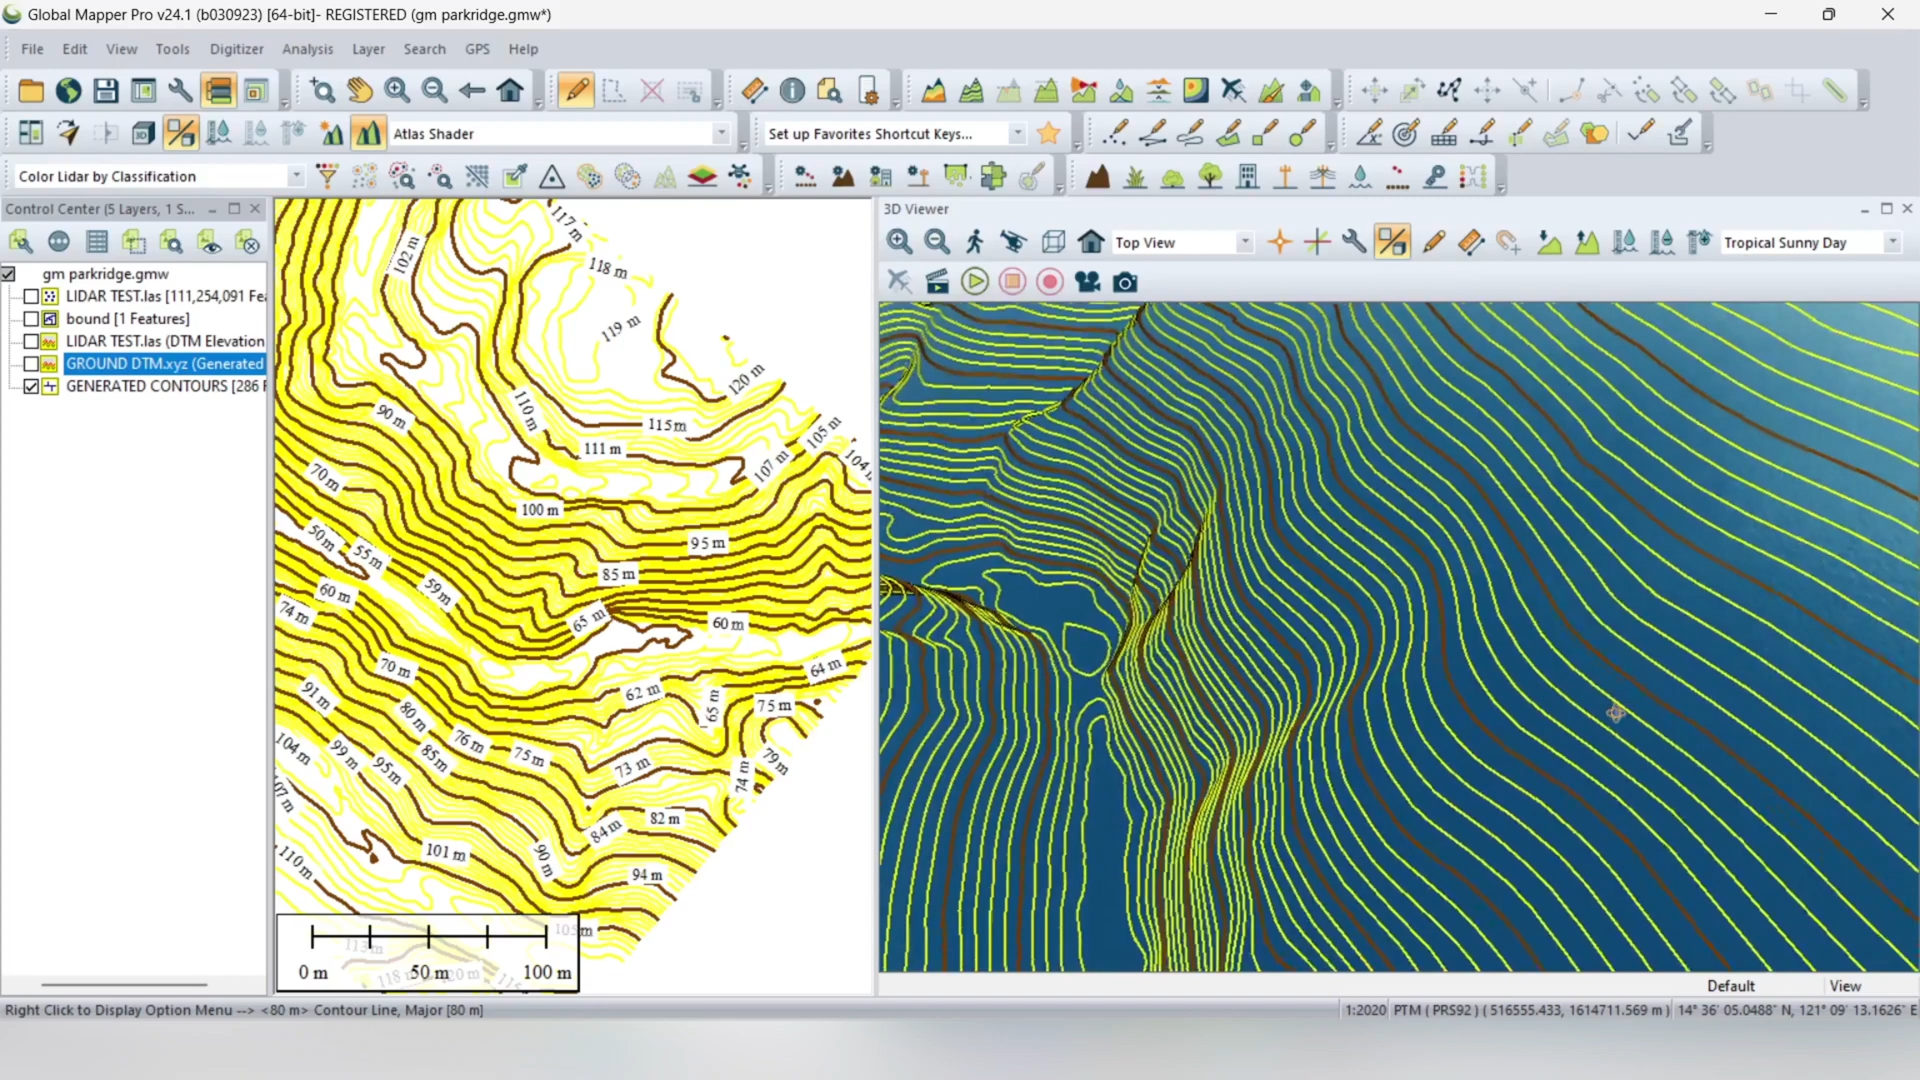 Global Mapper Pro v24.1 (b030923) [64-bit]- REGISTERED (gm parkridge.gmw*)
File Edit View Tools Digitizer Analysis Layer Search GPS Help
Atlas Shader
Set up Favorites Shortcut Keys...
Color Lidar by Classification
Control Center (5 Layers, 1 S...
gm parkridge.gmw
LIDAR TEST.las [111,254,091 Fea
bound [1 Features]
LIDAR TEST.las (DTM Elevation
GROUND DTM.xyz (Generated
GENERATED CONTOURS [286 F
117 m
102 m
118 m
119 m
120 m
110 m
90 m
115 m
105 m
111 m
107 m
104
70 m
100 m
50 m
95 m
55 m
85 m
59 m
60 m
74 m
65 m
60 m
70 m
64 m
62 m
65 m
91 m
75 m
80 m
76 m
75 m
104 m
99 m
85 m
73 m
79 m
95 m
74 m
107 m
82 m
84 m
101 m
90 m
110 m
94 m
105 m
113 m
118 m
120 m
0 m 50 m 100 m
3D Viewer
Top View
Tropical Sunny Day
Default View
Right Click to Display Option Menu --> <80 m> Contour Line, Major [80 m]
1:2020 PTM ( PRS92 ) ( 516555.433, 1614711.569 m ) 14° 36' 05.0488" N, 121° 09' 13.1626" E